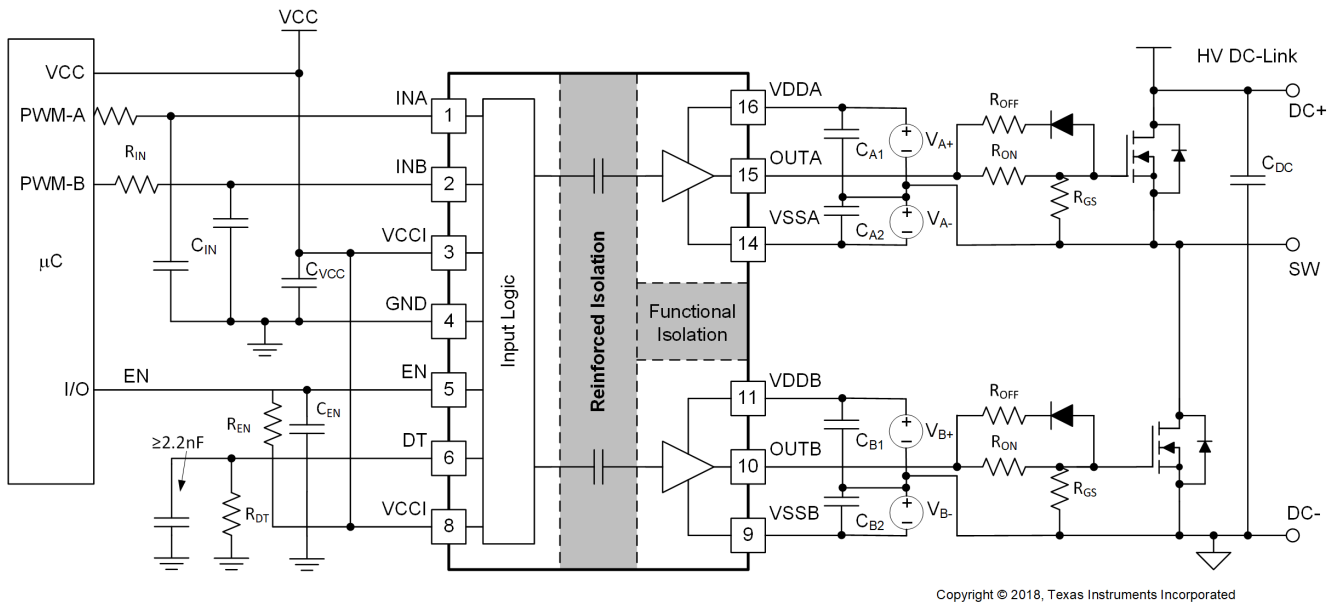 VCC
HV DC-Link
VCC
PWM-A
PWM-B
µC
I/O
RIN
CIN
CVCC
EN
REN
CEN
≥2.2nF
RDT
INA
1
INB
2
VCCI
3
GND
4
EN
5
DT
6
VCCI
8
Input Logic
Reinforced Isolation
Functional
Isolation
VDDA
16
OUTA
15
VSSA
14
VDDB
11
OUTB
10
VSSB
9
CA1
+
−
VA+
CA2
+
−
VA-
ROFF
RON
RGS
CDC
DC+
SW
CB1
+
−
VB+
CB2
+
−
VB-
ROFF
RON
RGS
DC-
Copyright © 2018, Texas Instruments Incorporated